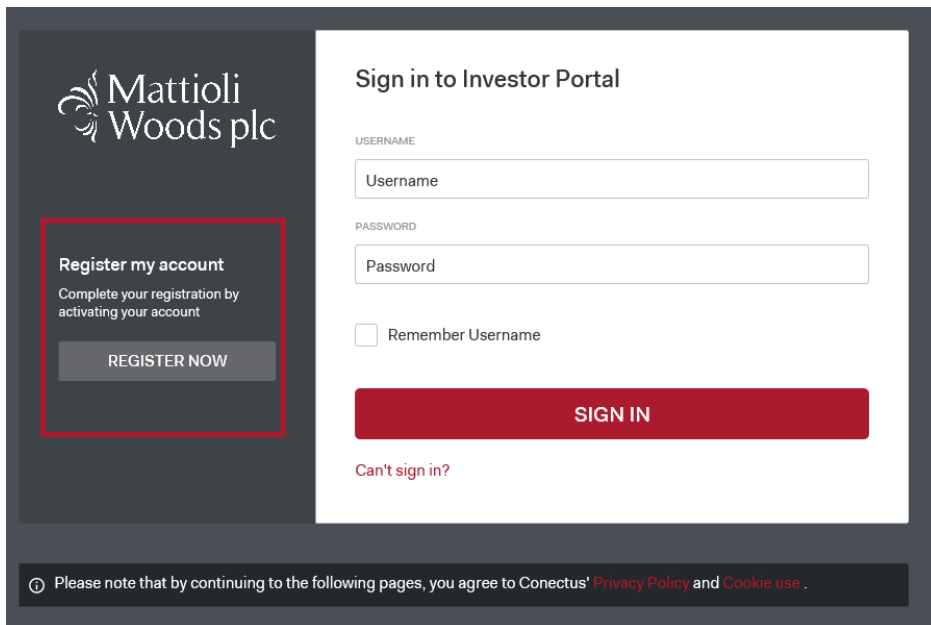 Mattioli
Woods plc
Register my account
Complete your registration by
activating your account
REGISTER NOW
Sign in to Investor Portal
USERNAME
Username
PASSWORD
Password
Remember Username
SIGN IN
Can't sign in?
Please note that by continuing to the following pages, you agree to Conectus' Privacy Policy and Cookie use .